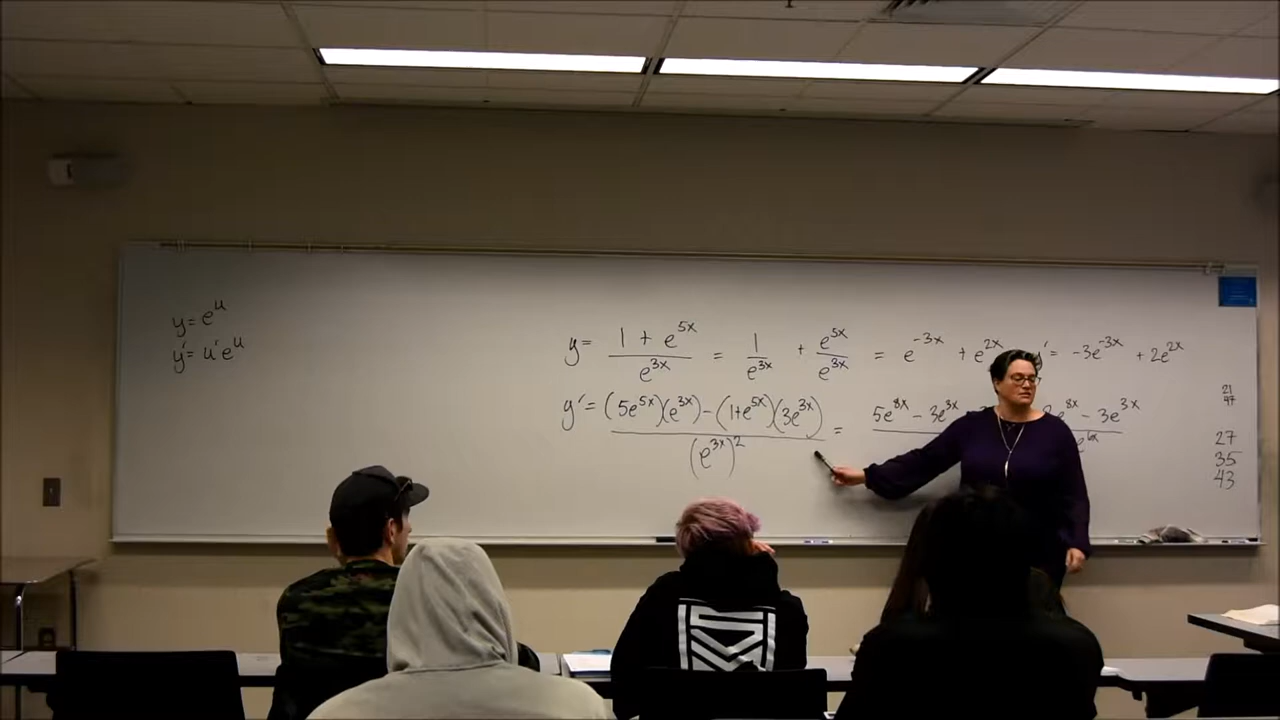 y = e^u
y' = u'e^u
y = (1 + e^{5x})/e^{3x} = 1/e^{3x} + e^{5x}/e^{3x} = e^{-3x} + e^{2x} y' = -3e^{-3x} + 2e^{2x}
y' = ((5e^{5x})(e^{3x}) - (1+e^{5x})(3e^{3x}))/(e^{3x})^2 = 5e^{8x} - 3e^{3x} e^{8x} - 3e^{3x}
e^{6x}
21
47
27
35
43